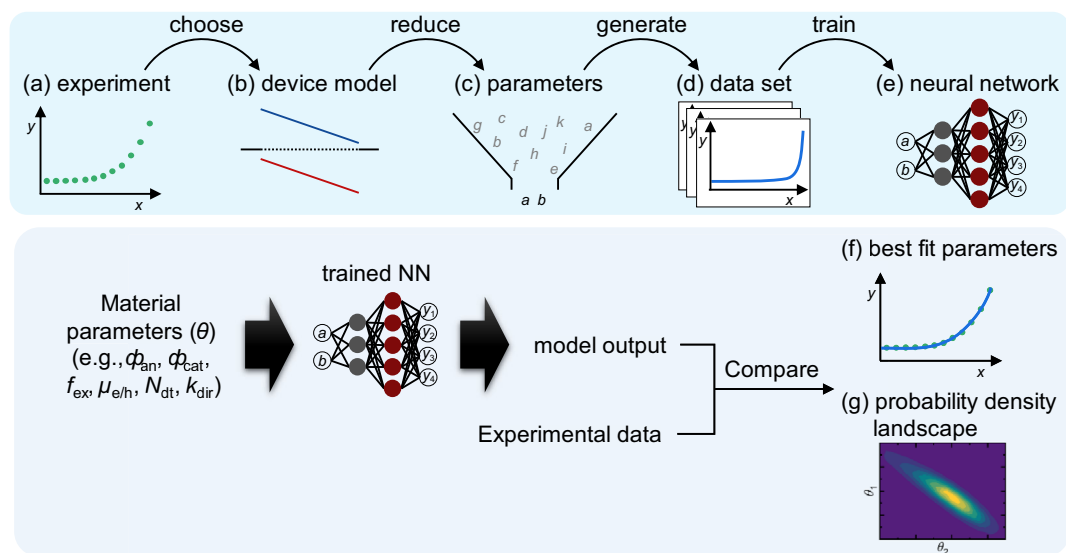 choose
reduce
generate
train
(a) experiment
(b) device model
(c) parameters
(d) data set
(e) neural network
y
x
g
c
b
d
j
k
a
f
h
i
e
a b
y
y
y
a
b
y1
y2
y3
y4
(f) best fit parameters
trained NN
Material
parameters (θ)
(e.g., ϕan, ϕcat,
fex, μe/h, Ndt, kdir)
a
b
y1
y2
y3
y4
model output
Experimental data
Compare
y
x
(g) probability density
landscape
θ1
θ2